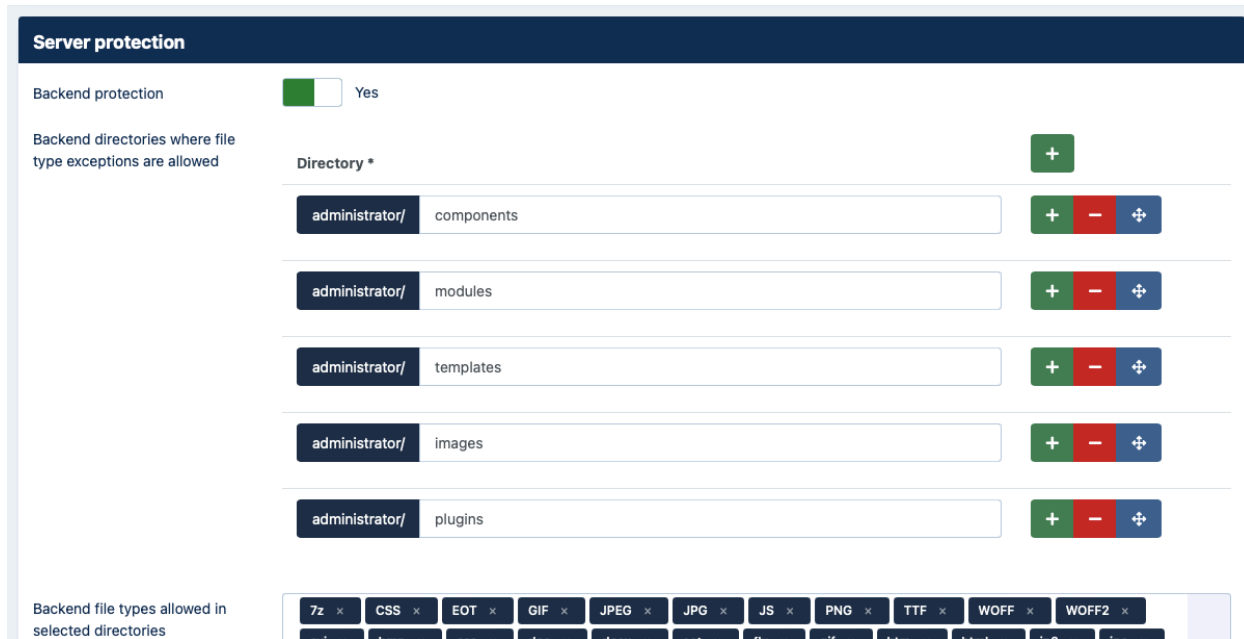 Server protection
Backend protection
Yes
Backend directories where file
type exceptions are allowed
Directory *
administrator/ components
administrator/ modules
administrator/ templates
administrator/ images
administrator/ plugins
Backend file types allowed in
selected directories
7z × CSS × EOT × GIF × JPEG × JPG × JS × PNG × TTF × WOFF × WOFF2 ×